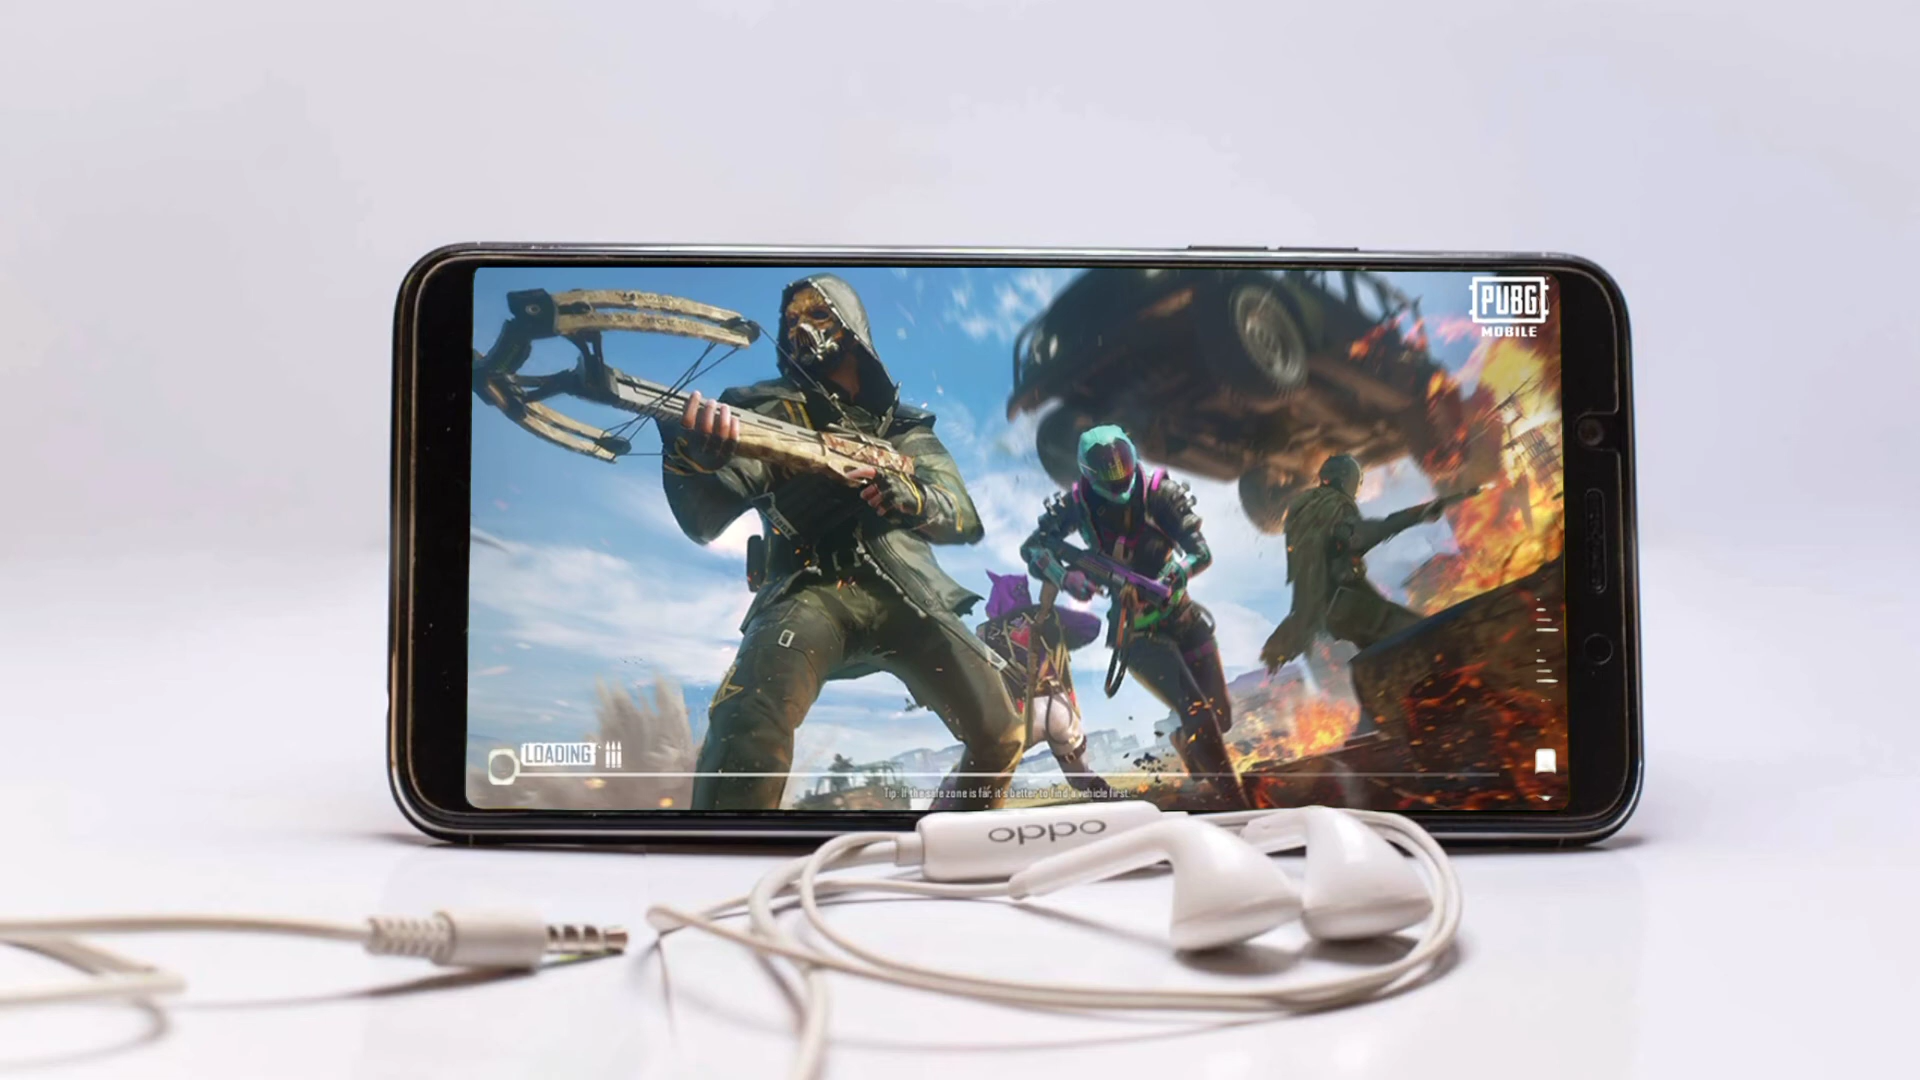 PUBG
MOBILE
LOADING
Tip: If the safe zone is far, it's better to find a vehicle first.
oppo